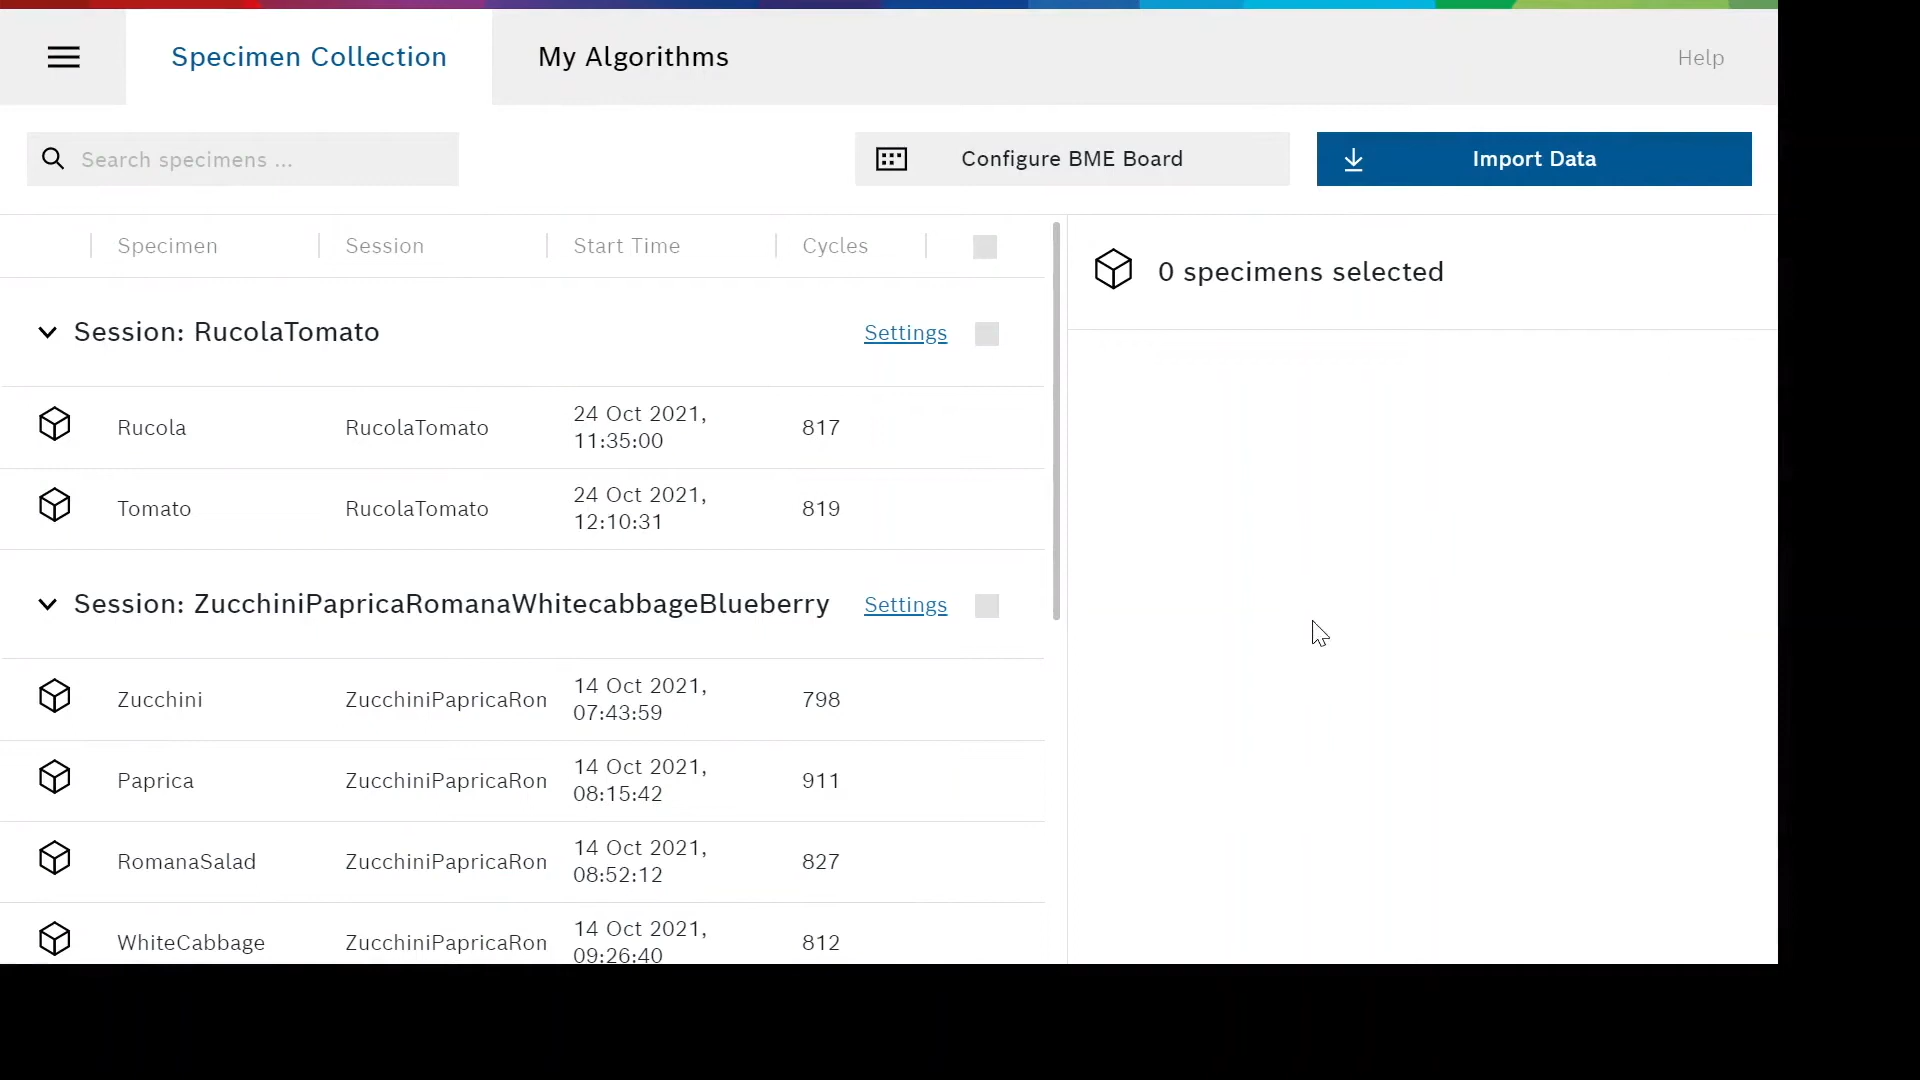 Specimen Collection
My Algorithms
Help
Search specimens ...
Configure BME Board
Import Data
Specimen
Session
Start Time
Cycles
0 specimens selected
Session: RucolaTomato
Settings
Rucola
RucolaTomato
24 Oct 2021,
11:35:00
817
Tomato
RucolaTomato
24 Oct 2021,
12:10:31
819
Session: ZucchiniPapricaRomanaWhitecabbageBlueberry
Settings
Zucchini
ZucchiniPapricaRon
14 Oct 2021,
07:43:59
798
Paprica
ZucchiniPapricaRon
14 Oct 2021,
08:15:42
911
RomanaSalad
ZucchiniPapricaRon
14 Oct 2021,
08:52:12
827
WhiteCabbage
ZucchiniPapricaRon
14 Oct 2021,
09:26:40
812